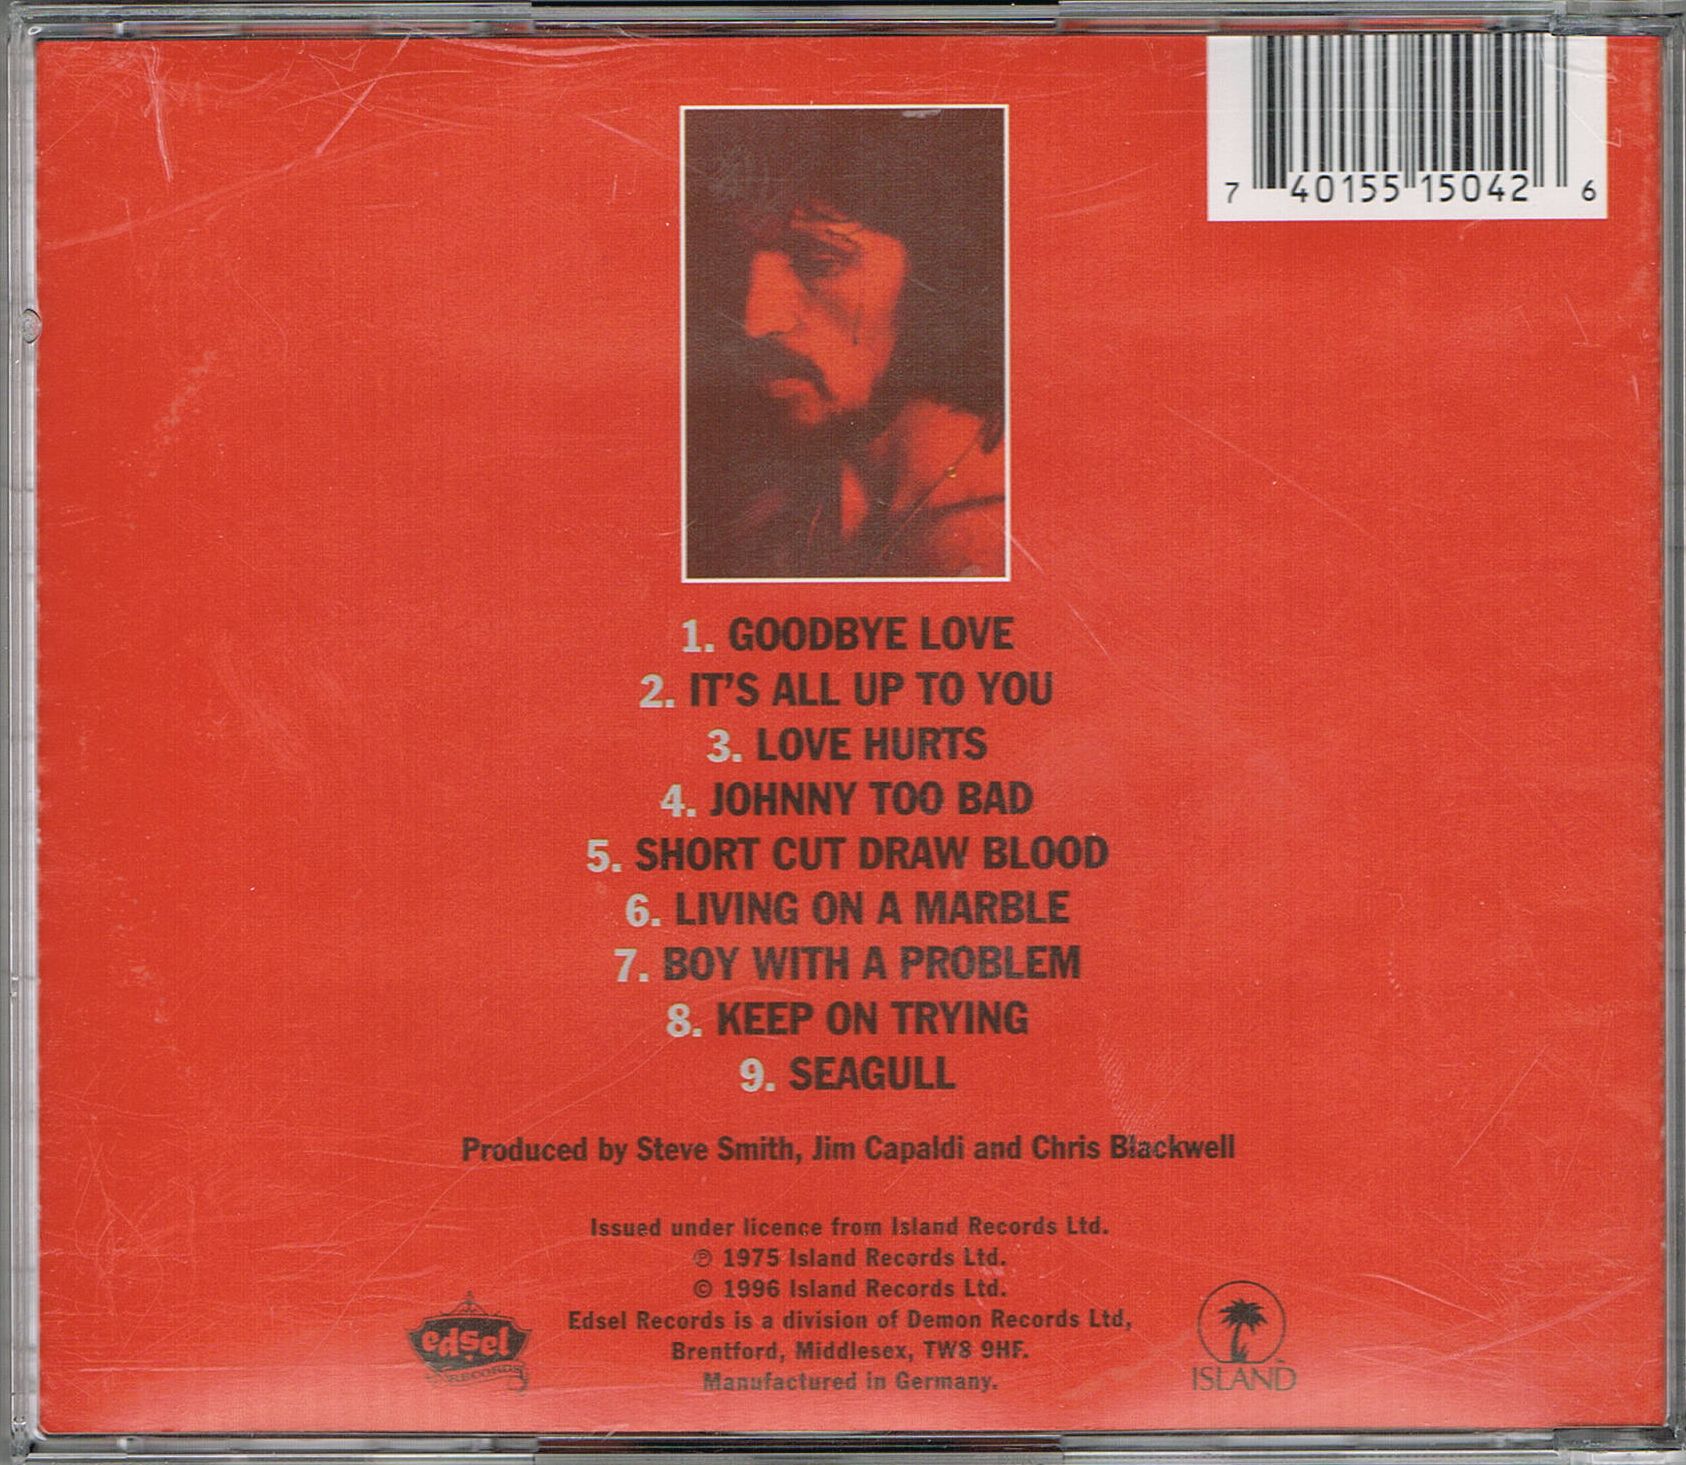 7 40155 15042 6
1. GOODBYE LOVE
2. IT'S ALL UP TO YOU
3. LOVE HURTS
4. JOHNNY TOO BAD
5. SHORT CUT DRAW BLOOD
6. LIVING ON A MARBLE
7. BOY WITH A PROBLEM
8. KEEP ON TRYING
9. SEAGULL
Produced by Steve Smith, Jim Capaldi and Chris Blackwell
Issued under licence from Island Records Ltd.
℗ 1975 Island Records Ltd.
© 1996 Island Records Ltd.
Edsel Records is a division of Demon Records Ltd,
Brentford, Middlesex, TW8 9HF.
Manufactured in Germany.
edsel
RECORDS
ISLAND